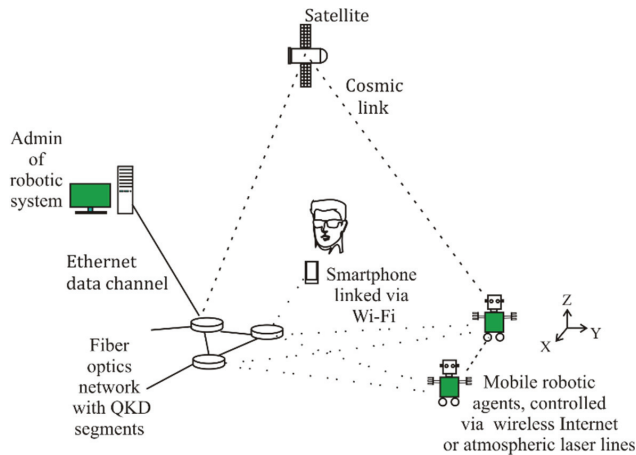 Satellite
Cosmic
link
Admin
of
robotic
system
Ethernet
data channel
Smartphone
linked via
Wi-Fi
Z
Y
X
Fiber
optics
network
with QKD
segments
Mobile robotic
agents, controlled
via wireless Internet
or atmospheric laser lines